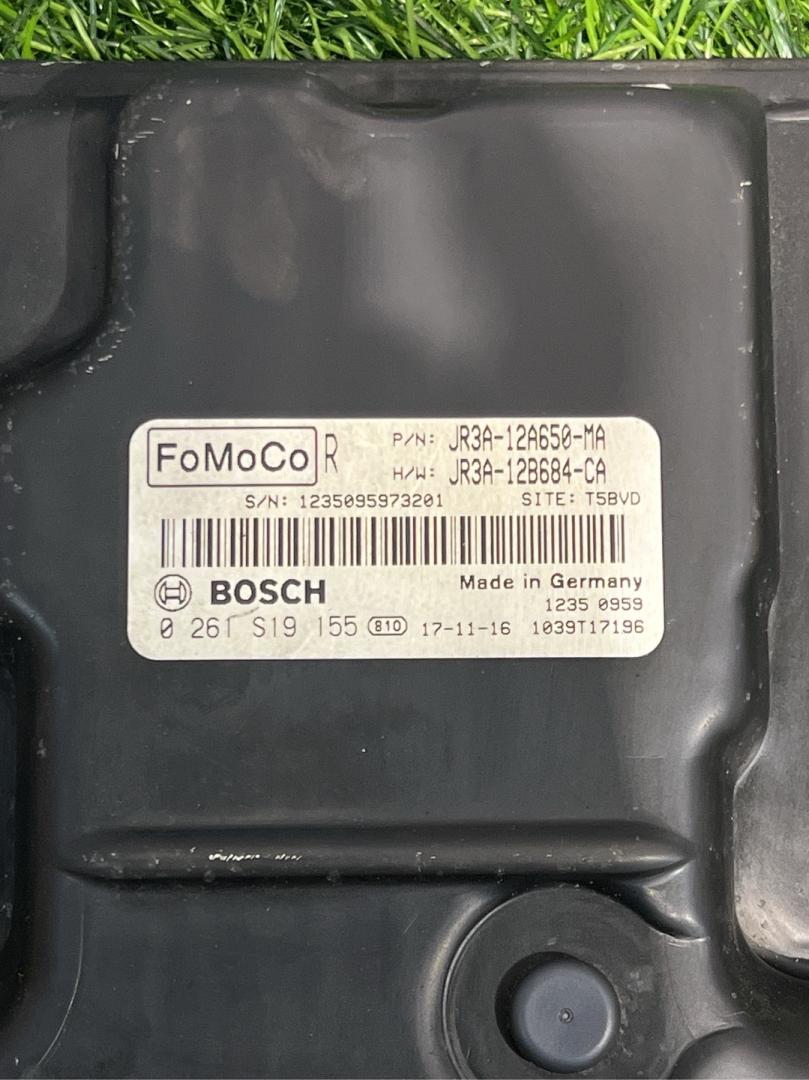 FoMoCo R P/N: JR3A-12A650-MA
H/W: JR3A-12B684-CA
S/N: 1235095973201 SITE: T5BVD
BOSCH Made in Germany
1235 0959
0 261 S19 155 810 17-11-16 1039T17196